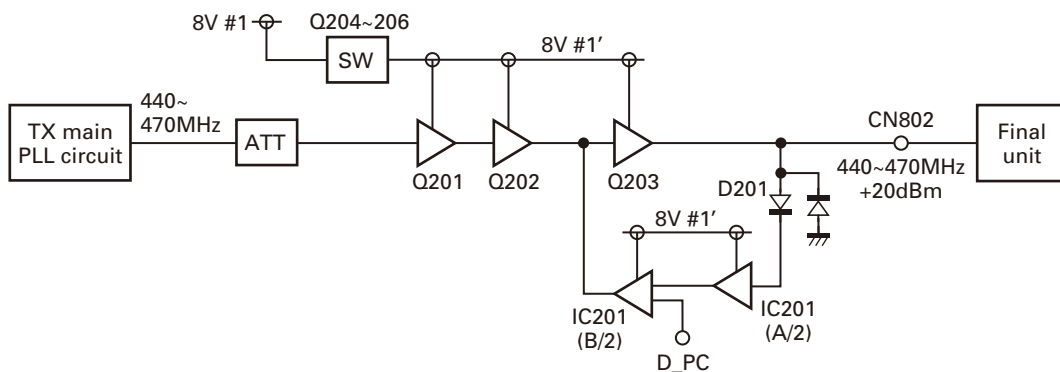 8V #1
Q204~206
SW
8V #1'
TX main
PLL circuit
440~
470MHz
ATT
Q201
Q202
Q203
CN802
440~470MHz
+20dBm
Final
unit
D201
8V #1'
IC201
(B/2)
IC201
(A/2)
D_PC